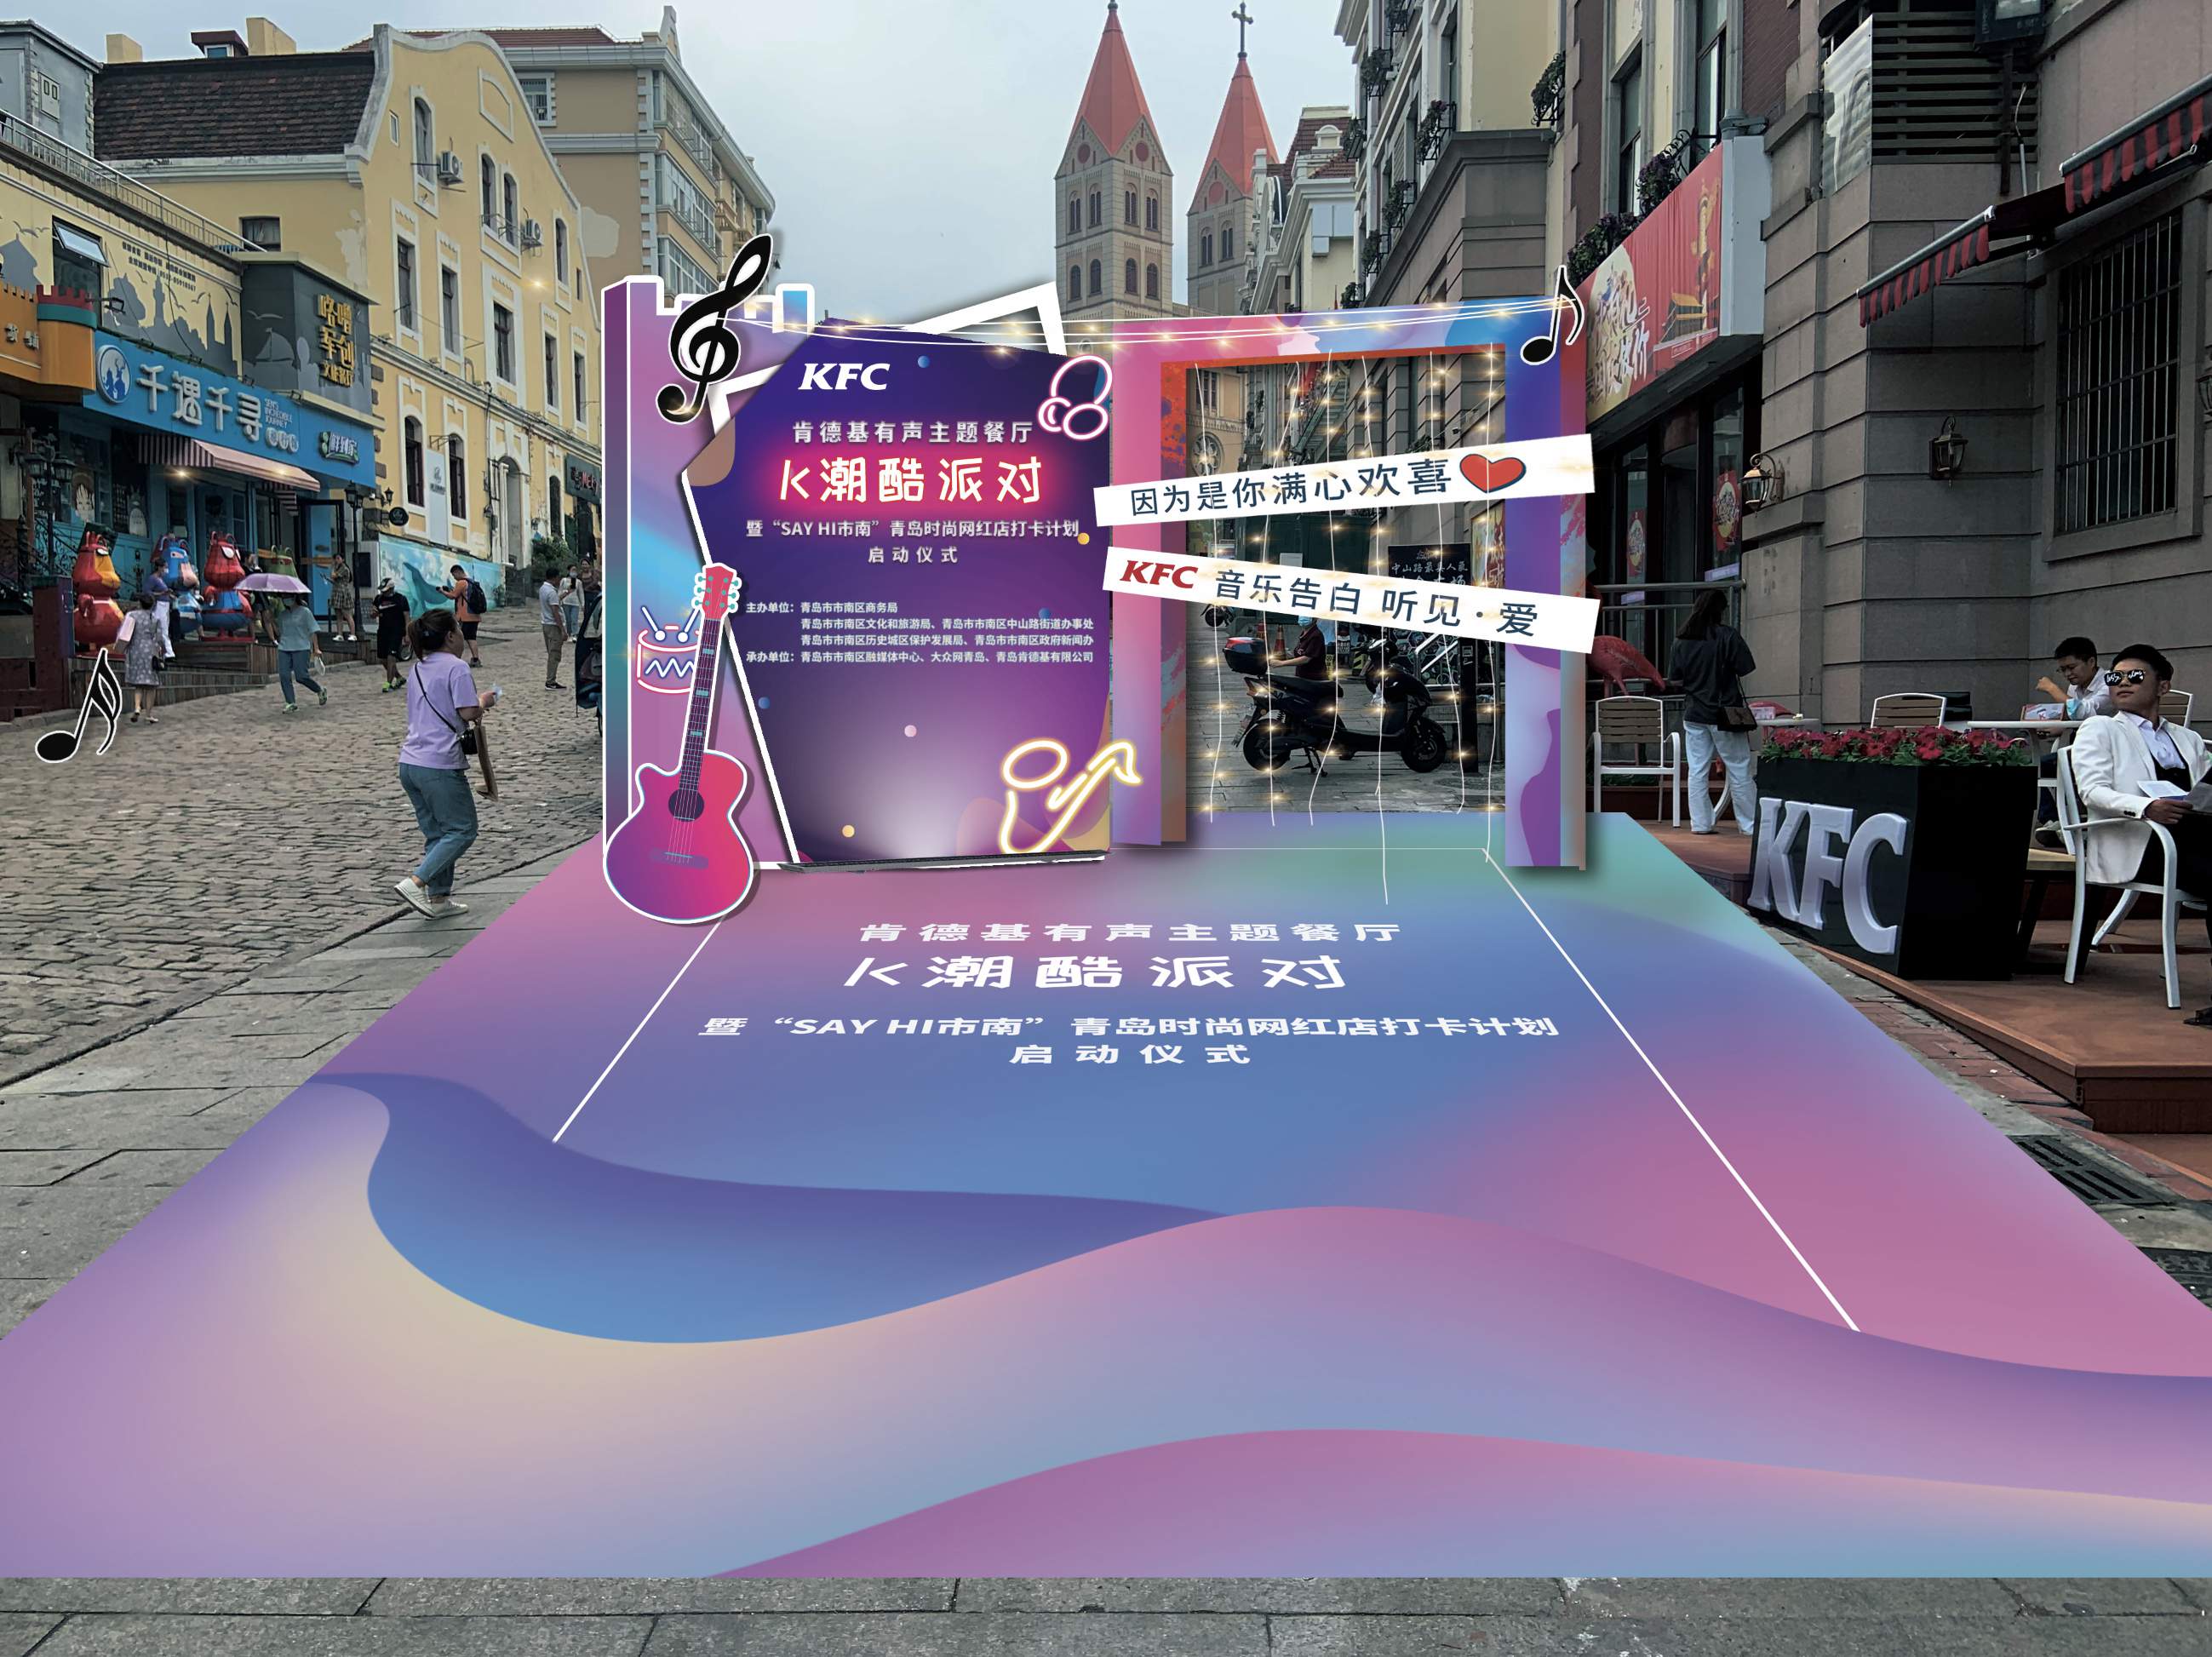 千遇千寻
KFC
肯德基有声主题餐厅
K潮酷派对
暨“SAY HI市南”青岛时尚网红店打卡计划
启动仪式
主办单位：青岛市市南区商务局
青岛市市南区文化和旅游局、青岛市市南区中山路街道办事处
青岛市市南区历史城区保护发展局、青岛市市南区政府新闻办
承办单位：青岛市市南区融媒体中心、大众网青岛、青岛肯德基有限公司
因为是你满心欢喜
KFC 音乐告白 听见·爱
KFC
肯德基有声主题餐厅
K潮酷派对
暨“SAY HI市南”青岛时尚网红店打卡计划
启动仪式